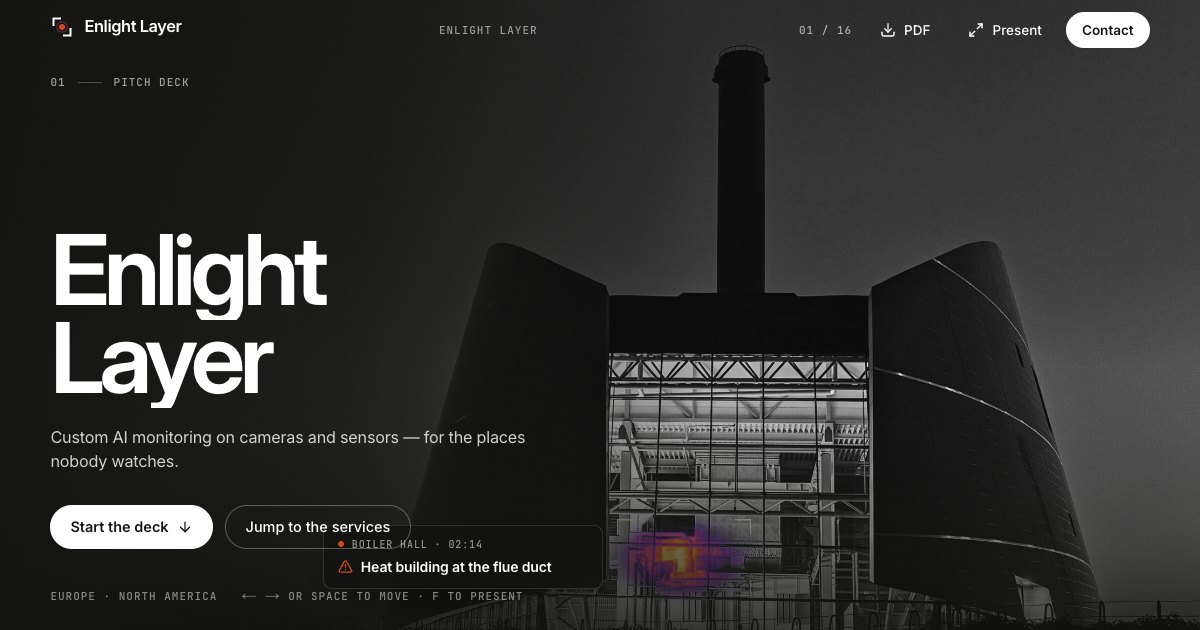 Enlight Layer
ENLIGHT LAYER
01 / 16
PDF
Present
Contact
01 — PITCH DECK
Enlight
Layer
Custom AI monitoring on cameras and sensors — for the places
nobody watches.
Start the deck ↓
Jump to the services
BOILER HALL · 02:14
Heat building at the flue duct
EUROPE · NORTH AMERICA
← → OR SPACE TO MOVE · F TO PRESENT